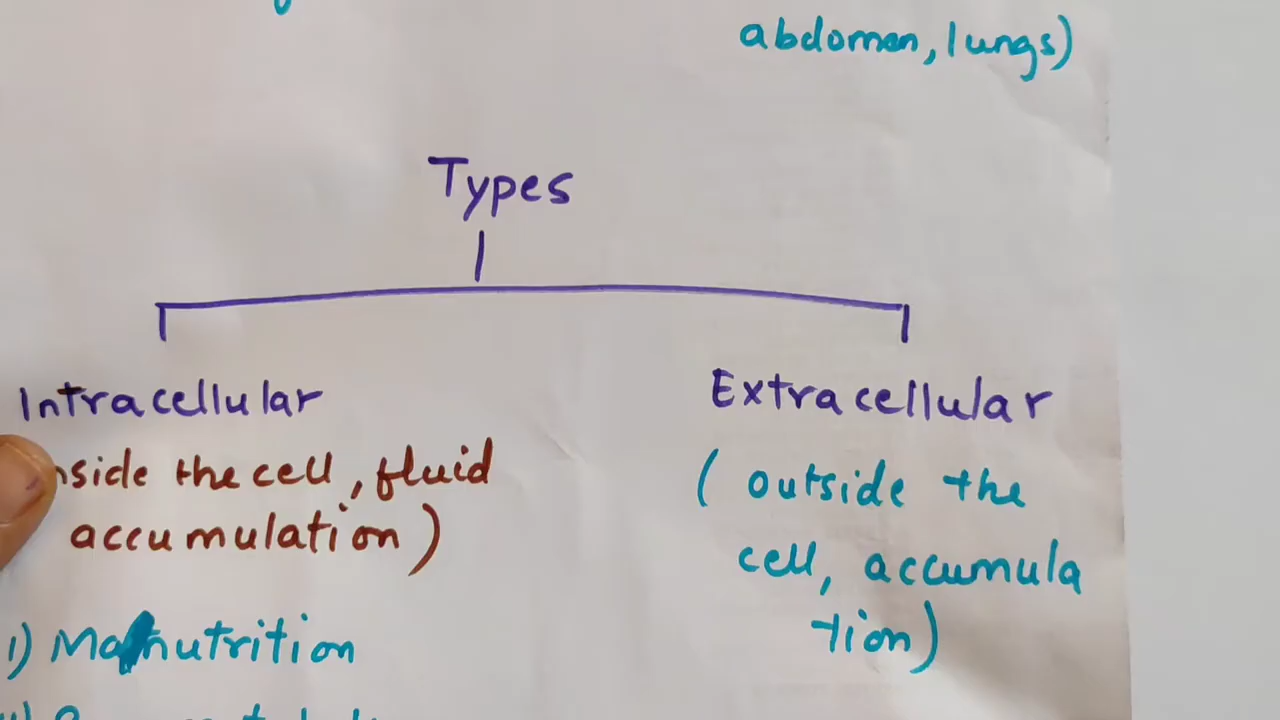 abdomen, lungs)
Types
Intracellular
nside the cell, fluid
accumulation)
Extracellular
( outside the
cell, accumula
tion)
1) Malnutrition